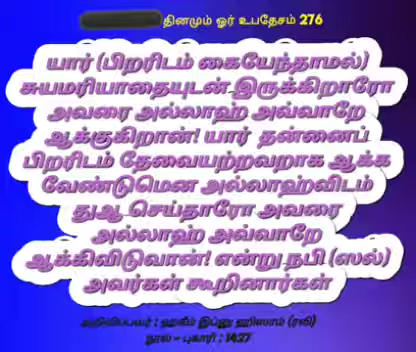 தினமும் ஓர் உபதேசம் 276
யார் (பிறரிடம் கையேந்தாமல்)
சுயமரியாதையுடன் இருக்கிறாரோ
அவரை அல்லாஹ் அவ்வாறே
ஆக்குகிறான்! யார் தன்னைப்
பிறரிடம் தேவையற்றவறாக ஆக்க
வேண்டுமென அல்லாஹ்விடம்
துஆ செய்தாரோ அவரை
அல்லாஹ் அவ்வாறே
ஆக்கிவிடுவான்! என்று நபி (ஸல்)
அவர்கள் கூறினார்கள்
அறிவிப்பவர் : ஹகீம் இப்னு ஹிஸாம் (ரலி)
நூல் - புகாரி : 1427